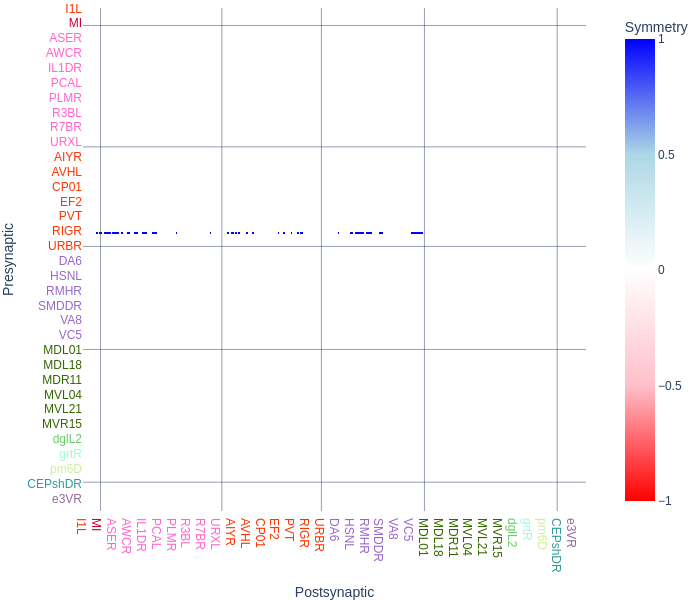 I1L
MI
ASER
AWCR
IL1DR
PCAL
PLMR
R3BL
R7BR
URXL
AIYR
AVHL
CP01
EF2
PVT
RIGR
URBR
DA6
HSNL
RMHR
SMDDR
VA8
VC5
MDL01
MDL18
MDR11
MVL04
MVL21
MVR15
dglL2
grtR
pm6D
CEPshDR
e3VR
Presynaptic
I1L
MI
ASER
AWCR
IL1DR
PCAL
PLMR
R3BL
R7BR
URXL
AIYR
AVHL
CP01
EF2
PVT
RIGR
URBR
DA6
HSNL
RMHR
SMDDR
VA8
VC5
MDL01
MDL18
MDR11
MVL04
MVL21
MVR15
dglL2
grtR
pm6D
CEPshDR
e3VR
Postsynaptic
Symmetry
1
0.5
0
−0.5
−1